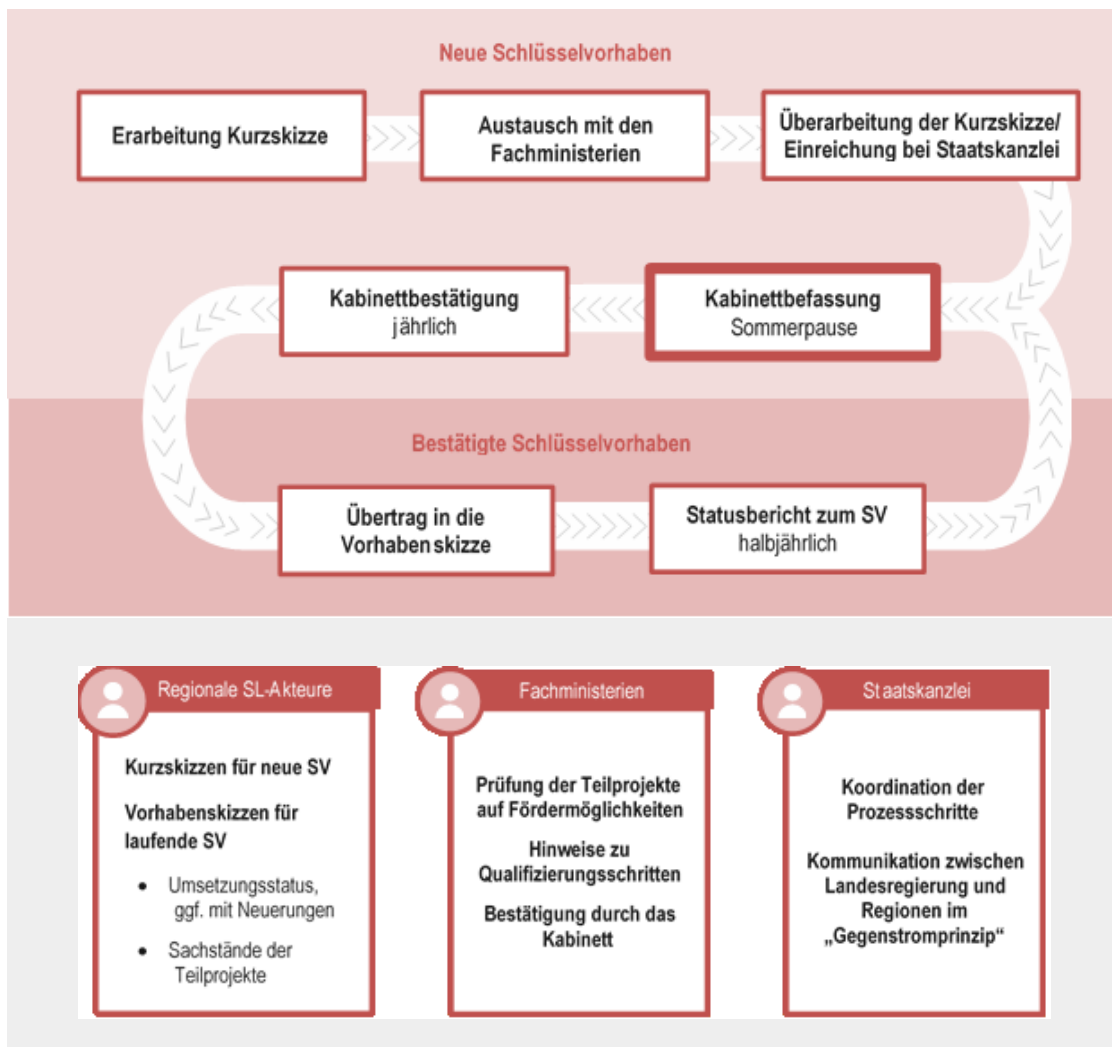 Neue Schlüsselvorhaben
Erarbeitung Kurzskizze
Austausch mit den
Fachministerien
Überarbeitung der Kurzskizze/
Einreichung bei Staatskanzlei
Kabinettbestätigung
jährlich
Kabinettbefassung
Sommerpause
Bestätigte Schlüsselvorhaben
Übertrag in die
Vorhabenskizze
Statusbericht zum SV
halbjährlich
Regionale SL-Akteure
Kurzskizzen für neue SV
Vorhabenskizzen für
laufende SV
• Umsetzungsstatus,
ggf. mit Neuerungen
• Sachstände der
Teilprojekte
Fachministerien
Prüfung der Teilprojekte
auf Fördermöglichkeiten
Hinweise zu
Qualifizierungsschritten
Bestätigung durch das
Kabinett
Staatskanzlei
Koordination der
Prozessschritte
Kommunikation zwischen
Landesregierung und
Regionen im
„Gegenstromprinzip“